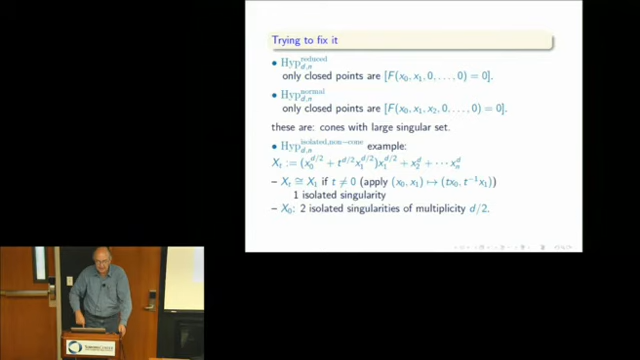 Trying to fix it
• Hyp^{reduced}_{d,n}
only closed points are [F(x_0, x_1, 0, . . . , 0) = 0].
• Hyp^{normal}_{d,n}
only closed points are [F(x_0, x_1, x_2, 0, . . . , 0) = 0].
these are: cones with large singular set.
• Hyp^{isolated,non-cone}_{d,n} example:
X_t := (x_0^{d/2} + t^{d/2}x_1^{d/2})x_1^{d/2} + x_2^d + ⋯ x_n^d
– X_t ≅ X_1 if t ≠ 0 (apply (x_0, x_1) ↦ (tx_0, t^{-1}x_1))
1 isolated singularity
– X_0: 2 isolated singularities of multiplicity d/2.